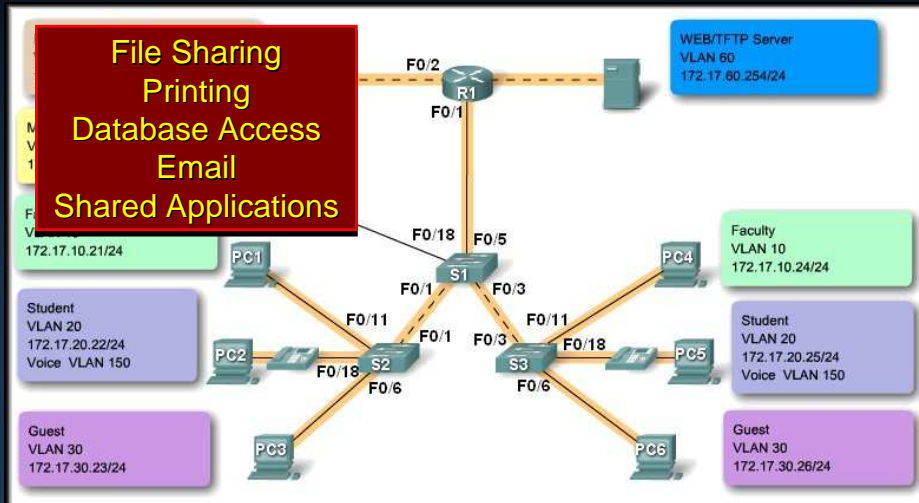 File Sharing
Printing
Database Access
Email
Shared Applications
F0/2
R1
F0/1
WEB/TFTP Server
VLAN 60
172.17.60.254/24
172.17.10.21/24
PC1
F0/18
F0/5
S1
F0/1
F0/3
PC4
Faculty
VLAN 10
172.17.10.24/24
Student
VLAN 20
172.17.20.22/24
Voice VLAN 150
F0/11
F0/1
PC2
F0/18
S2
F0/6
F0/3
F0/11
F0/18
S3
F0/6
PC5
Student
VLAN 20
172.17.20.25/24
Voice VLAN 150
Guest
VLAN 30
172.17.30.23/24
PC3
PC6
Guest
VLAN 30
172.17.30.26/24